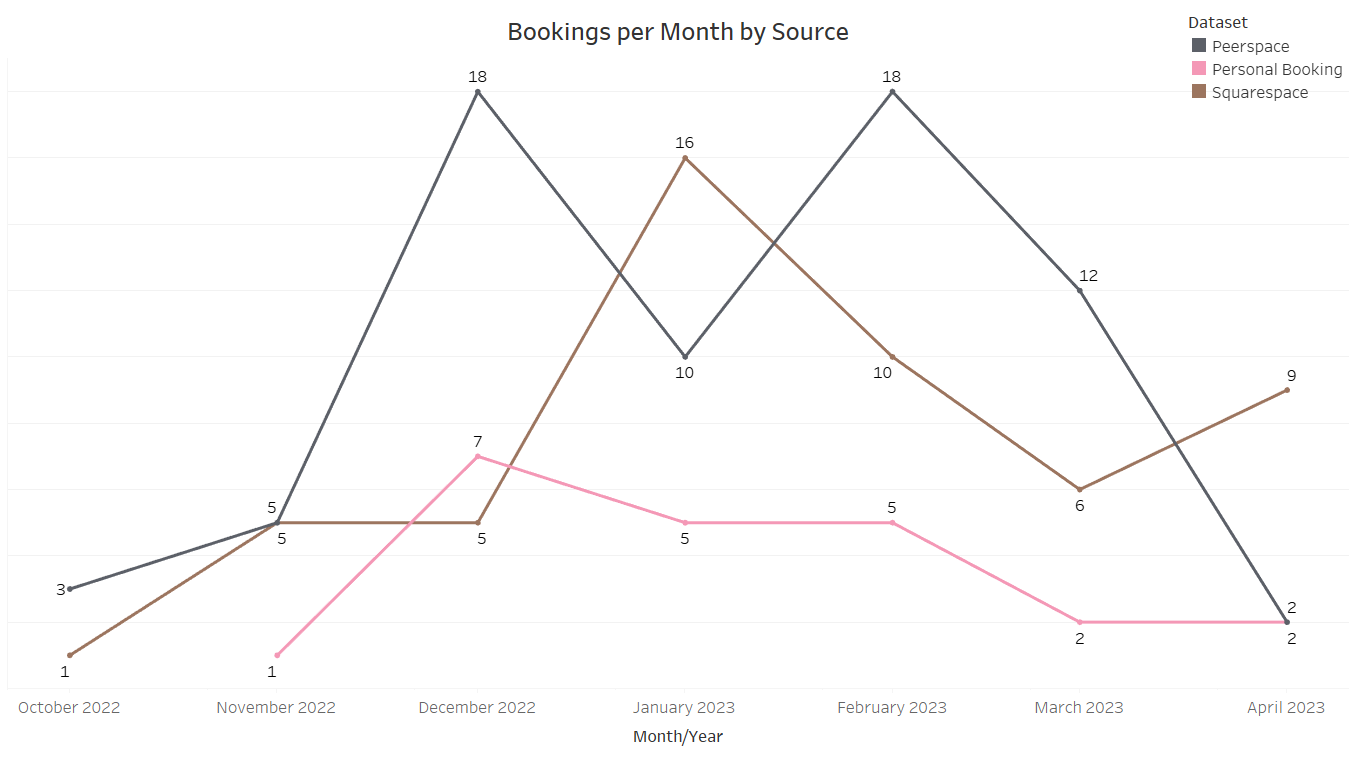 Bookings per Month by Source
Dataset
Peerspace
Personal Booking
Squarespace
18
18
16
12
10
10
9
7
5
5
5
5
5
6
3
1
1
2
2
2
October 2022
November 2022
December 2022
January 2023
February 2023
March 2023
April 2023
Month/Year